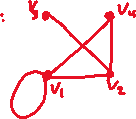 :
V₃ V₄
V₁ V₂